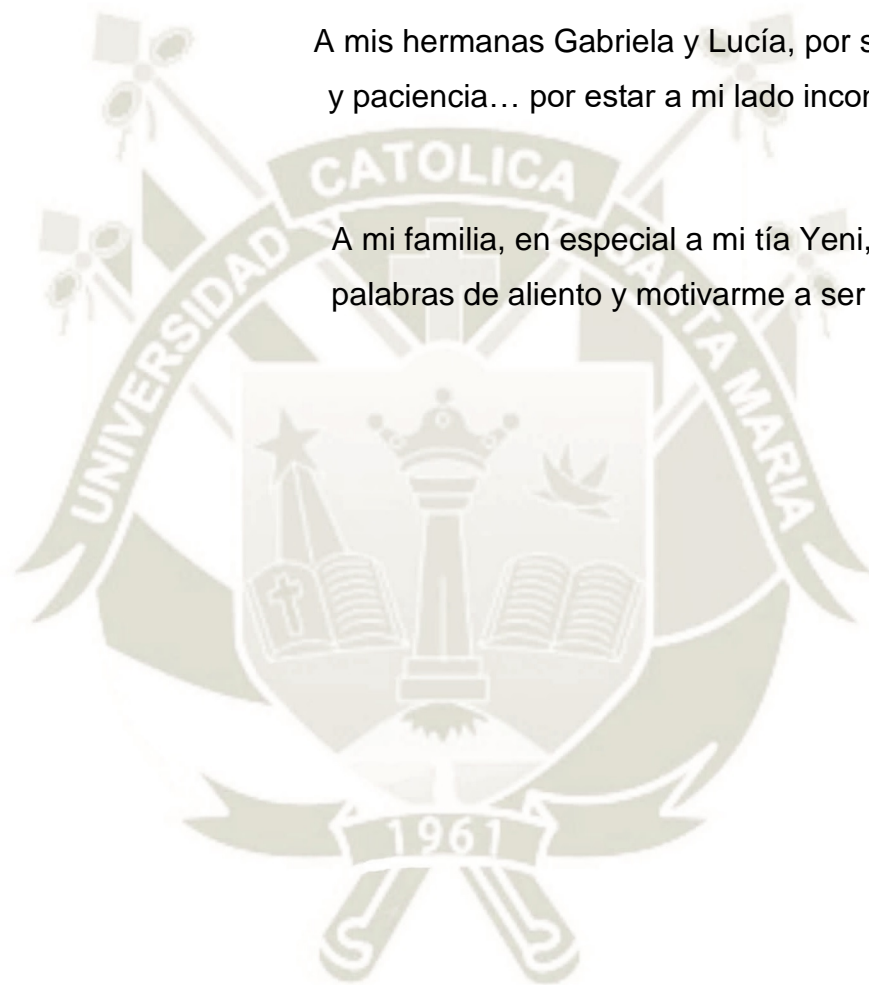 A mis hermanas Gabriela y Lucía, por
y paciencia… por estar a mi lado
CATOLICA
A mi familia, en especial a mi tía Yeni,
palabras de aliento y motivarme a ser
UNIVERSIDAD
SANTA MARIA
1961